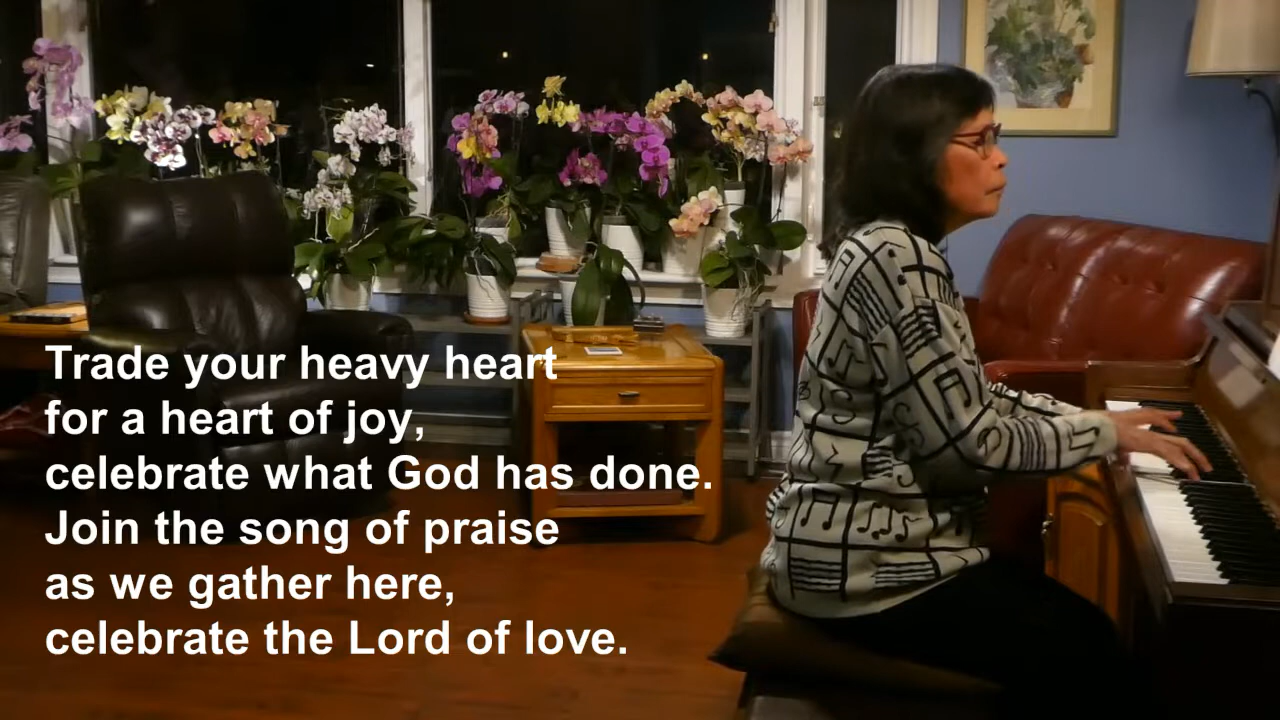 Trade your heavy heart
for a heart of joy,
celebrate what God has done.
Join the song of praise
as we gather here,
celebrate the Lord of love.